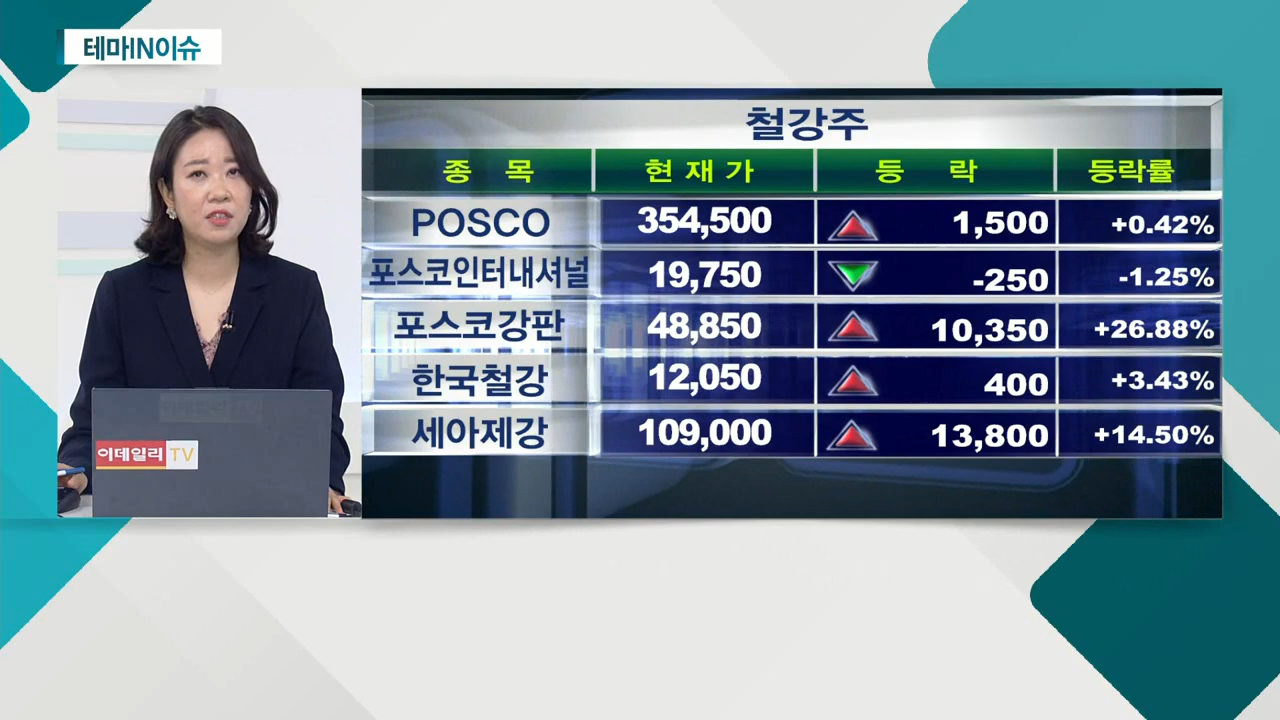 테마IN이슈
철강주
종 목 현 재 가 등 락 등락률
POSCO 354,500 1,500 +0.42%
포스코인터내셔널 19,750 -250 -1.25%
포스코강판 48,850 10,350 +26.88%
한국철강 12,050 400 +3.43%
세아제강 109,000 13,800 +14.50%
이데일리 TV